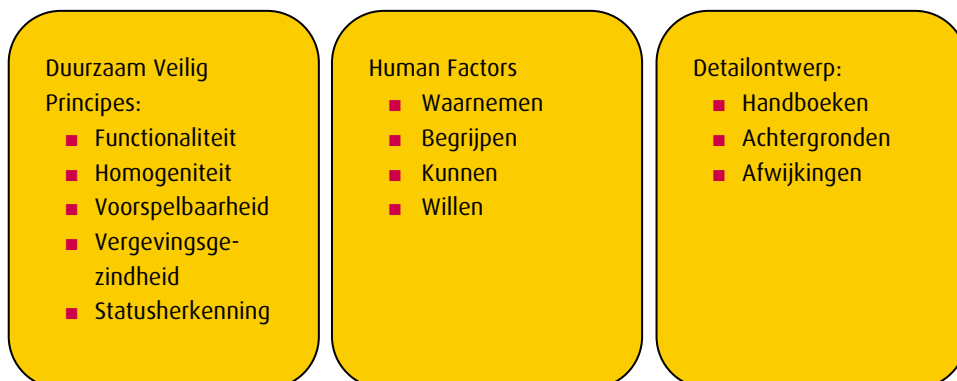 Duurzaam Veilig
Principes:
■ Functionaliteit
■ Homogeniteit
■ Voorspelbaarheid
■ Vergevingsge-
zindheid
■ Statusherkenning
Human Factors
■ Waarnemen
■ Begrijpen
■ Kunnen
■ Willen
Detailontwerp:
■ Handboeken
■ Achtergronden
■ Afwijkingen